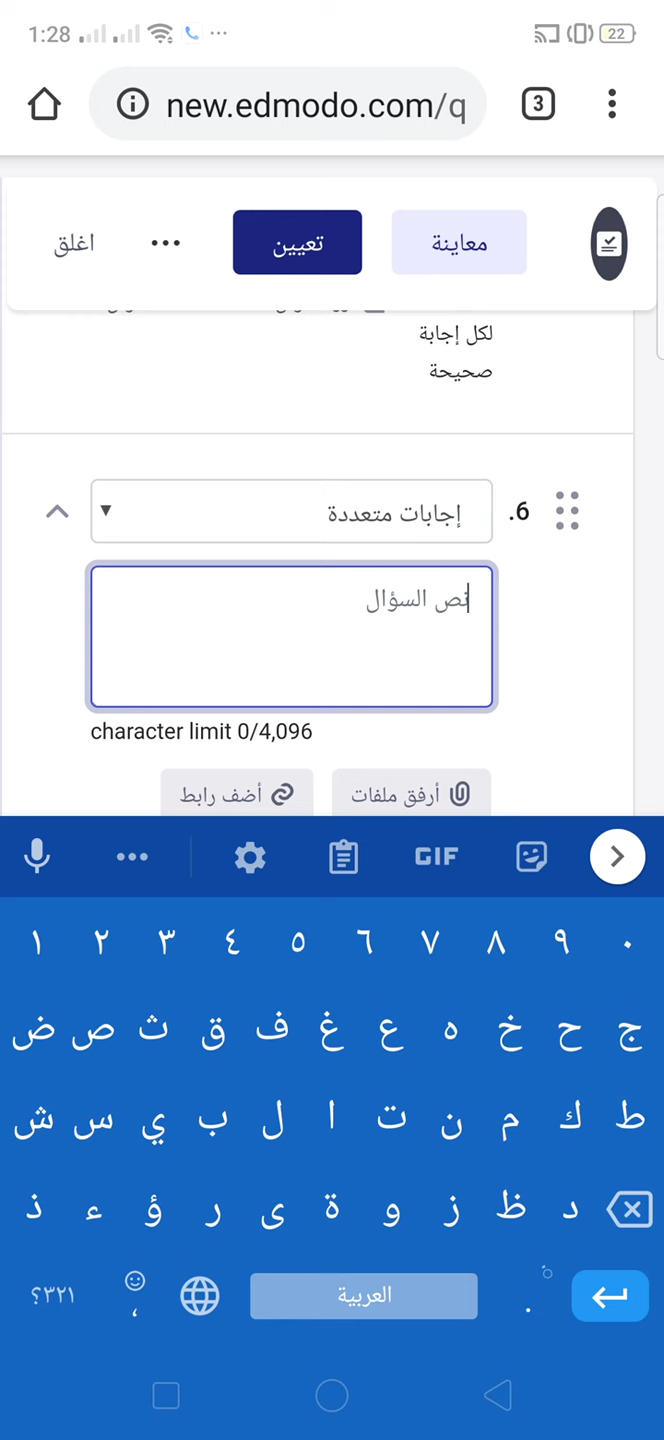 1:28
22
new.edmodo.com/q
3
معاينة
تعيين
اغلق
لكل إجابة
صحيحة
6.
إجابات متعددة
نص السؤال
character limit 0/4,096
أرفق ملفات
أضف رابط
GIF
١ ٢ ٣ ٤ ٥ ٦ ٧ ٨ ٩ ٠
ض ص ث ق ف غ ع ه خ ح ج
ش س ي ب ل ا ت ن م ك ط
ذ ء ؤ ر ى ة و ز ظ د
؟٣٢١
،
العربية
.